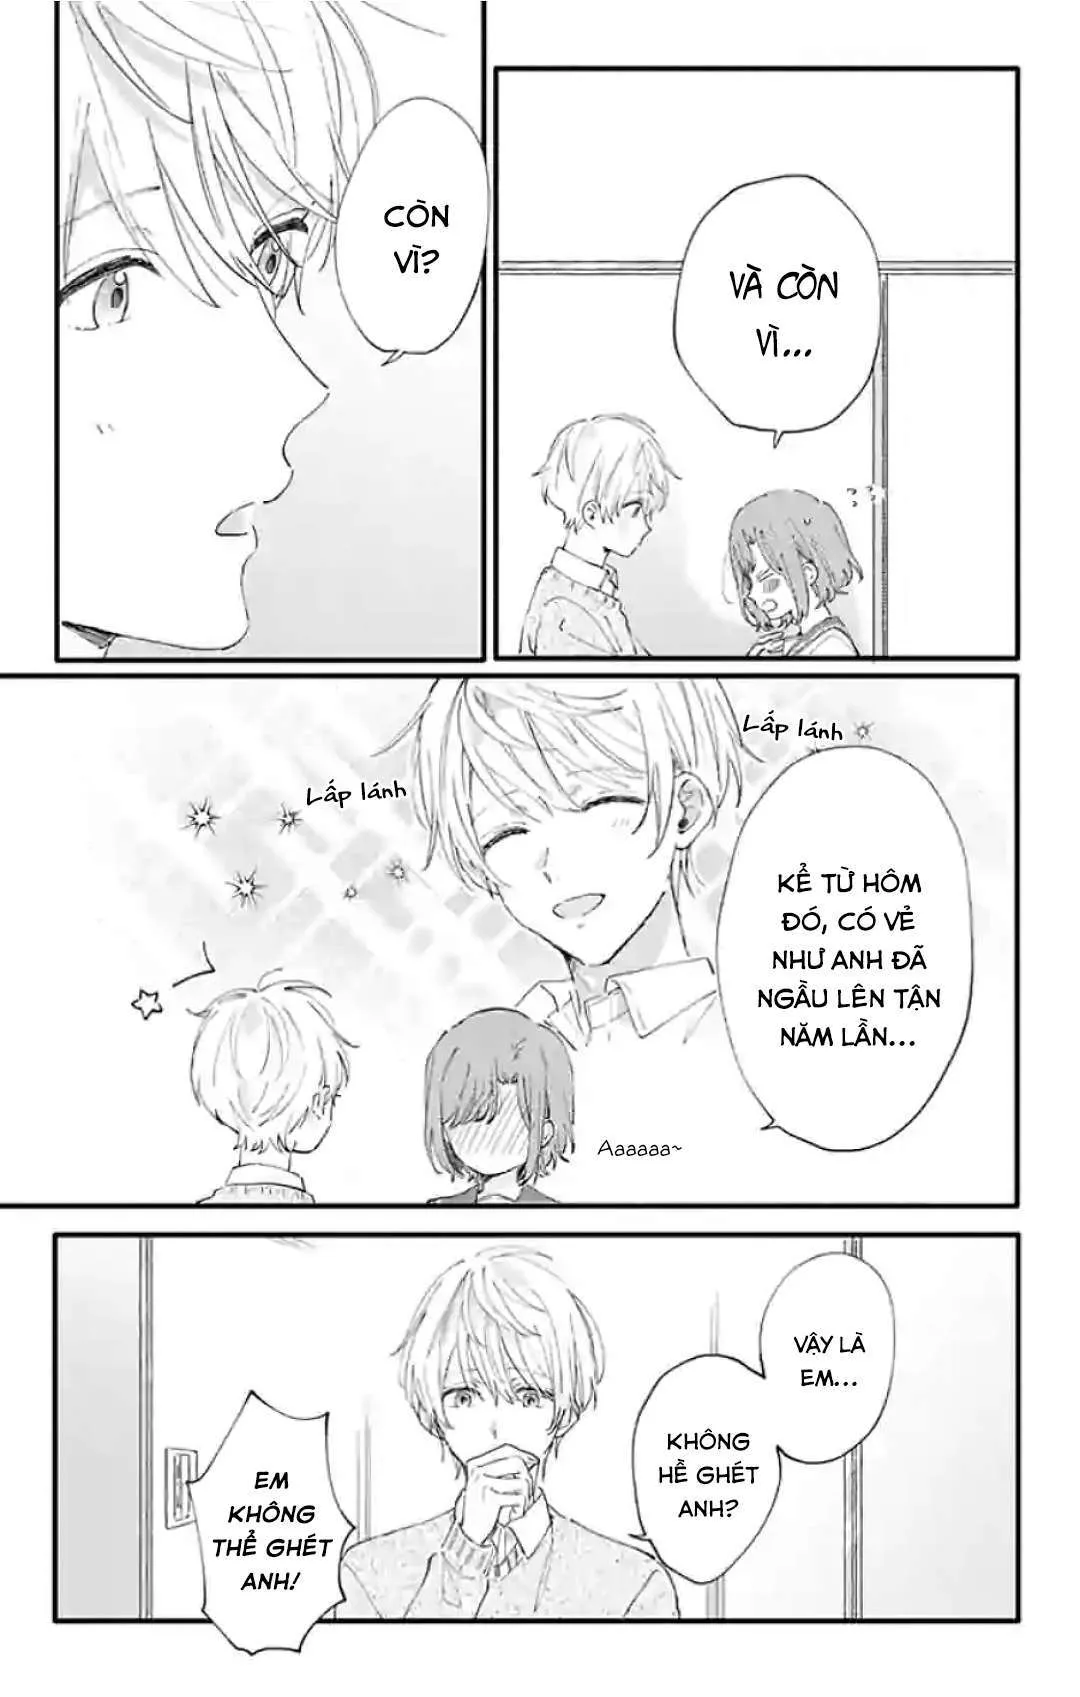 VÀ CÒN
VÌ...
CÒN
VÌ?
Lấp lánh
Lấp lánh
KỂ TỪ HÔM
ĐÓ, CÓ VẺ
NHƯ ANH ĐÃ
NGẦU LÊN TẬN
NĂM LẦN...
Aaaaaa~
VẬY LÀ
EM...
KHÔNG
HỀ GHÉT
ANH?
EM
KHÔNG
THỂ GHÉT
ANH!